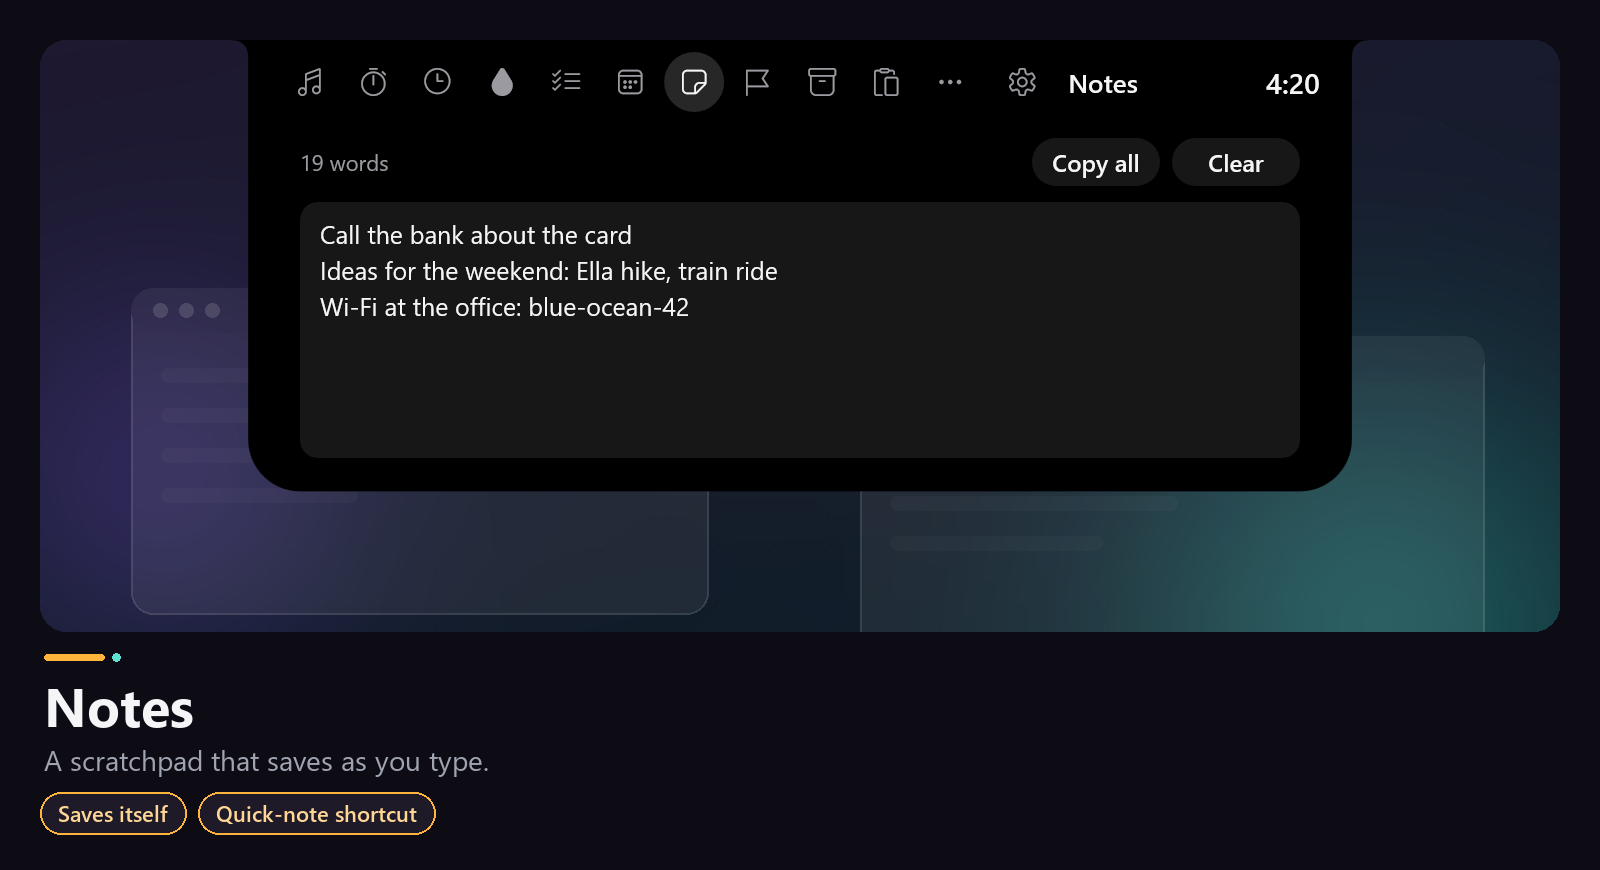 Notes 4:20
19 words Copy all Clear
Call the bank about the card
Ideas for the weekend: Ella hike, train ride
Wi-Fi at the office: blue-ocean-42
Notes
A scratchpad that saves as you type.
Saves itself Quick-note shortcut